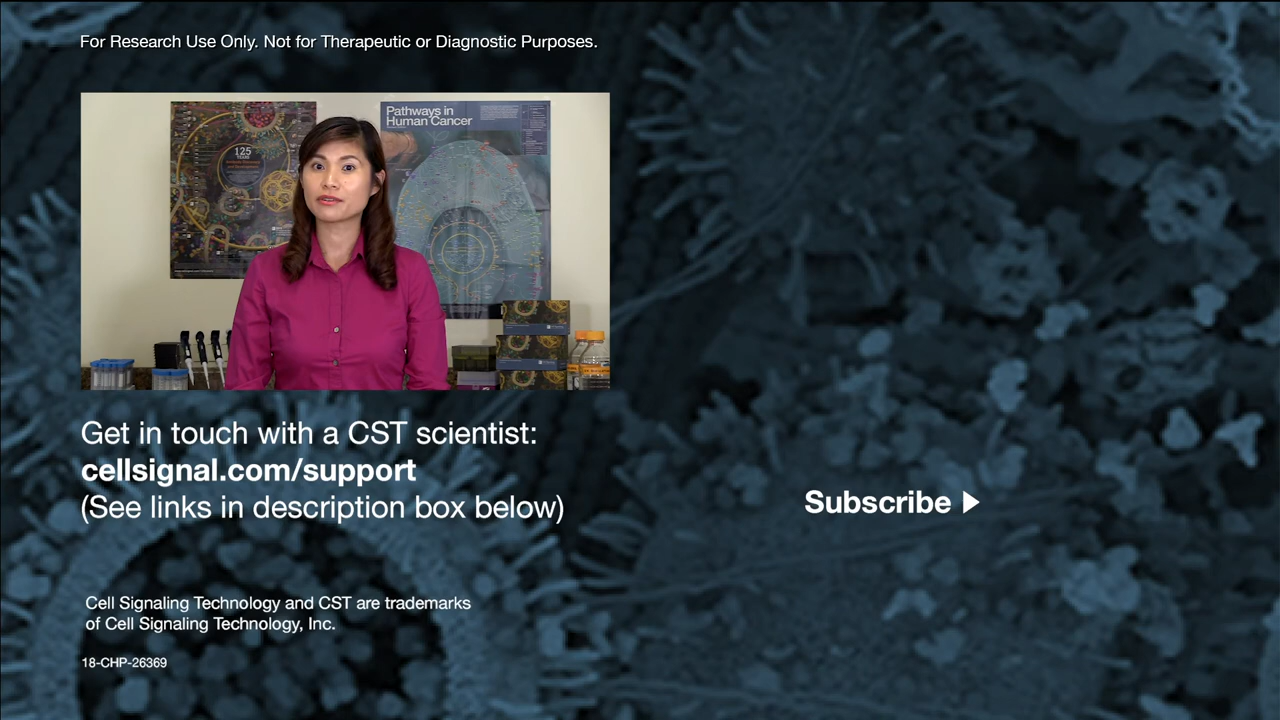 For Research Use Only. Not for Therapeutic or Diagnostic Purposes.
125
YEARS
Pathways in
Human Cancer
Get in touch with a CST scientist:
cellsignal.com/support
(See links in description box below)
Subscribe
Cell Signaling Technology and CST are trademarks
of Cell Signaling Technology, Inc.
18-CHP-26369